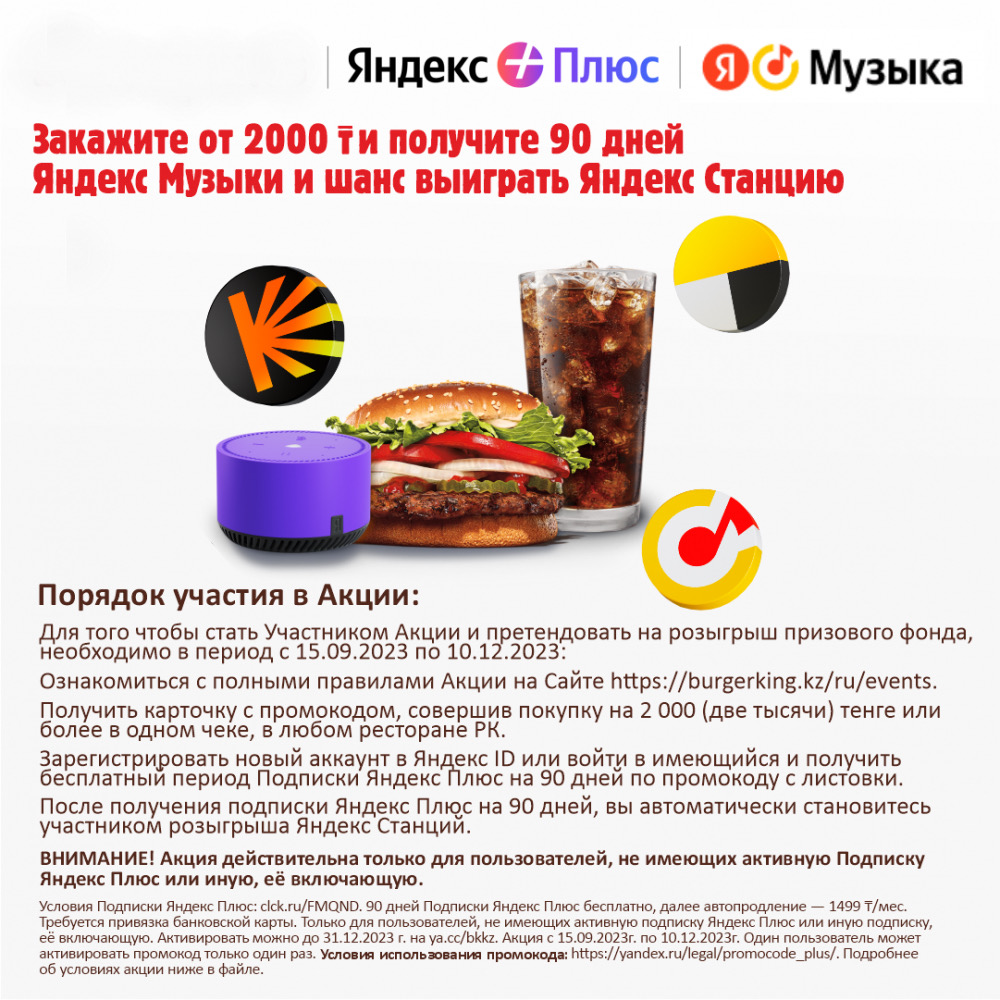 Яндекс Плюс
Я Музыка
Закажите от 2000 ₸ и получите 90 дней
Яндекс Музыки и шанс выиграть Яндекс Станцию
Порядок участия в Акции:
Для того чтобы стать Участником Акции и претендовать на розыгрыш призового фонда,
необходимо в период с 15.09.2023 по 10.12.2023:
Ознакомиться с полными правилами Акции на Сайте https://burgerking.kz/ru/events.
Получить карточку с промокодом, совершив покупку на 2 000 (две тысячи) тенге или
более в одном чеке, в любом ресторане РК.
Зарегистрировать новый аккаунт в Яндекс ID или войти в имеющийся и получить
бесплатный период Подписки Яндекс Плюс на 90 дней по промокоду с листовки.
После получения подписки Яндекс Плюс на 90 дней, вы автоматически становитесь
участником розыгрыша Яндекс Станций.
ВНИМАНИЕ! Акция действительна только для пользователей, не имеющих активную Подписку
Яндекс Плюс или иную, её включающую.
Условия Подписки Яндекс Плюс: clck.ru/FMQND. 90 дней Подписки Яндекс Плюс бесплатно, далее автопродление — 1499 ₸/мес.
Требуется привязка банковской карты. Только для пользователей, не имеющих активную подписку Яндекс Плюс или иную подписку,
её включающую. Активировать можно до 31.12.2023 г. на ya.cc/bkkz. Акция с 15.09.2023г. по 10.12.2023г. Один пользователь может
активировать промокод только один раз. Условия использования промокода: https://yandex.ru/legal/promocode_plus/. Подробнее
об условиях акции ниже в файле.